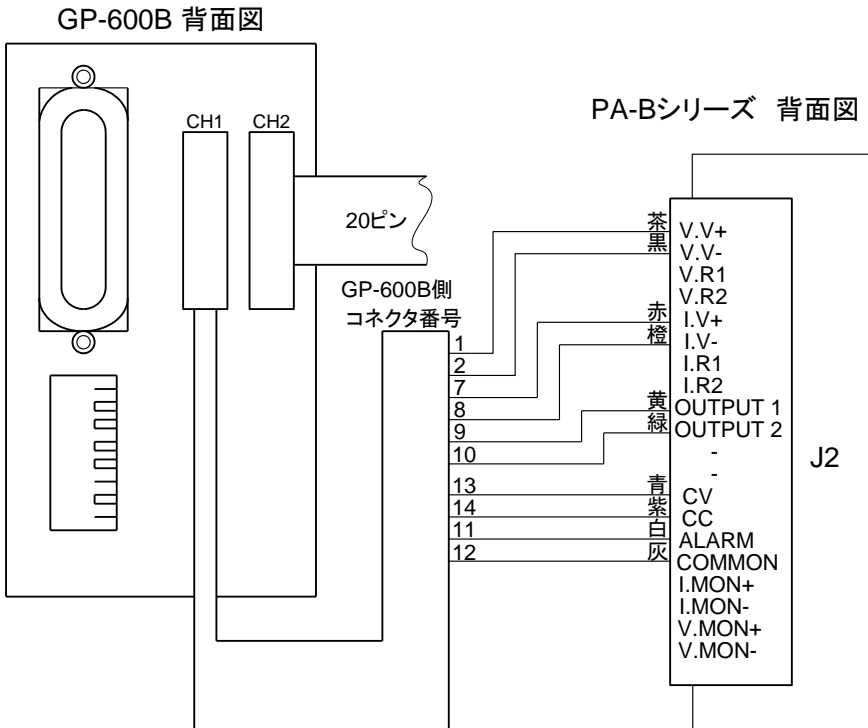 GP-600B 背面図
PA-Bシリーズ 背面図
CH1
CH2
20ピン
GP-600B側
コネクタ番号
1
2
7
8
9
10
13
14
11
12
茶
黒
赤
橙
黄
緑
青
紫
白
灰
V.V+
V.V-
V.R1
V.R2
I.V+
I.V-
I.R1
I.R2
OUTPUT 1
OUTPUT 2
-
-
CV
CC
ALARM
COMMON
I.MON+
I.MON-
V.MON+
V.MON-
J2